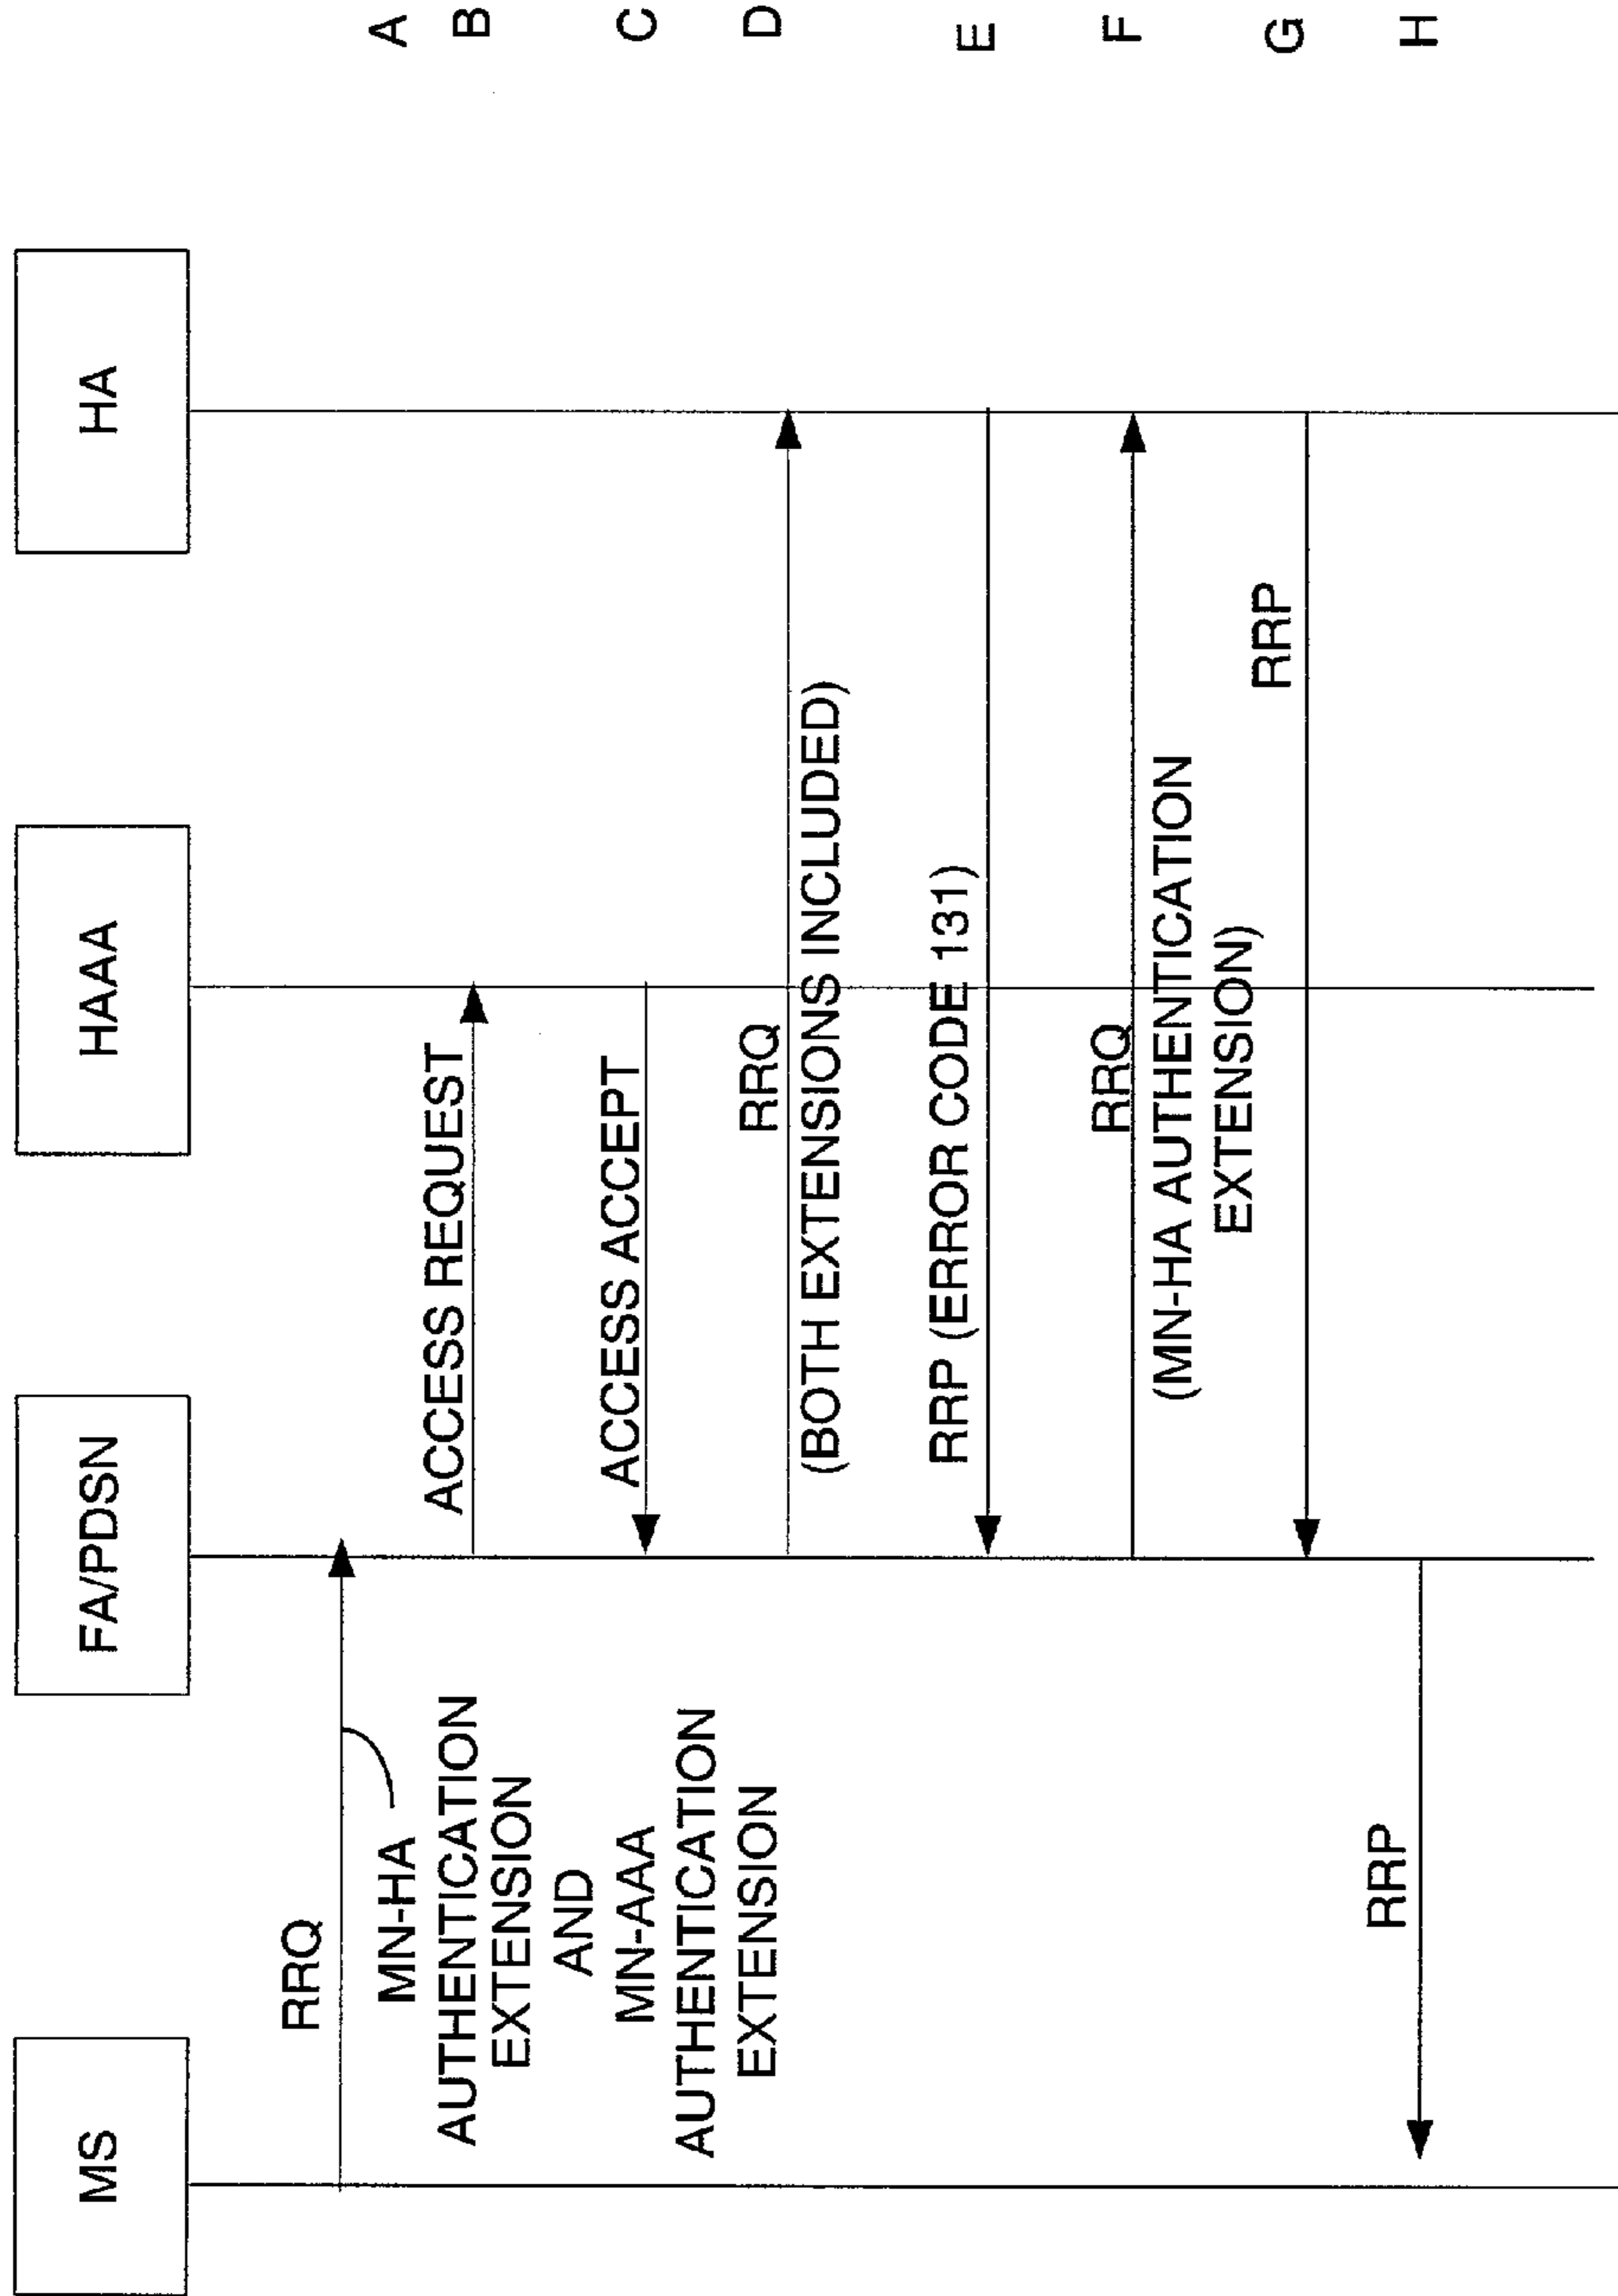 MS
FA/PDSN
HAAA
HA
RRQ
A
MN-HA
AUTHENTICATION
EXTENSION
AND
MN-AAA
AUTHENTICATION
EXTENSION
ACCESS REQUEST
B
ACCESS ACCEPT
C
RRQ
D
(BOTH EXTENSIONS INCLUDED)
RRP (ERROR CODE 131)
E
RRQ
F
(MN-HA AUTHENTICATION
EXTENSION)
RRP
G
RRP
H